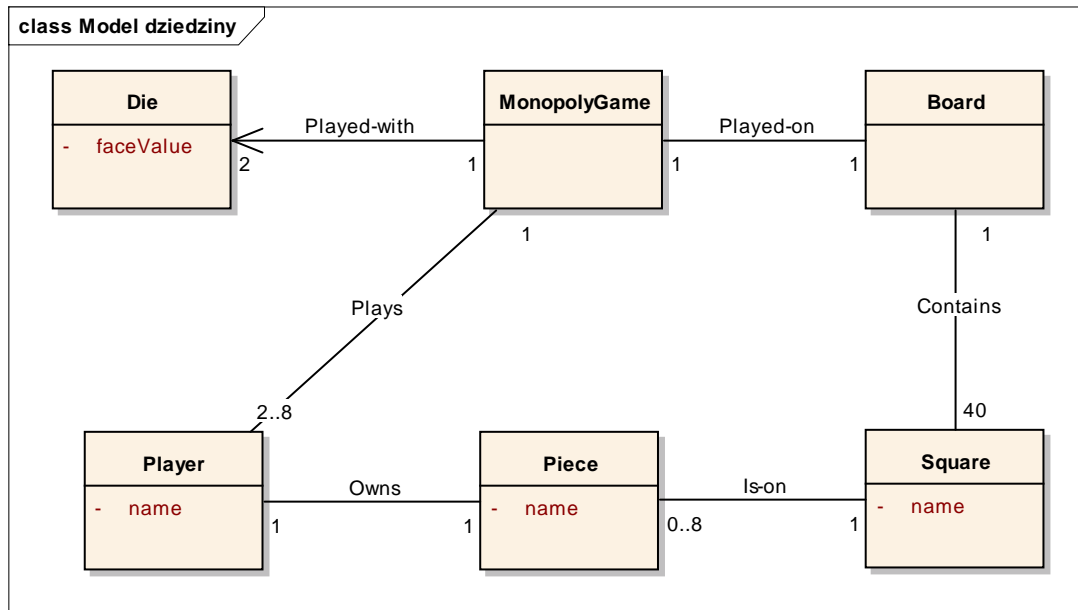 class Model dziedziny
Die
- faceValue
Played-with
2
1
MonopolyGame
Played-on
1
1
Board
1
Plays
1
Contains
2..8
40
Player
- name
Owns
1
1
Piece
- name
Is-on
0..8
1
Square
- name